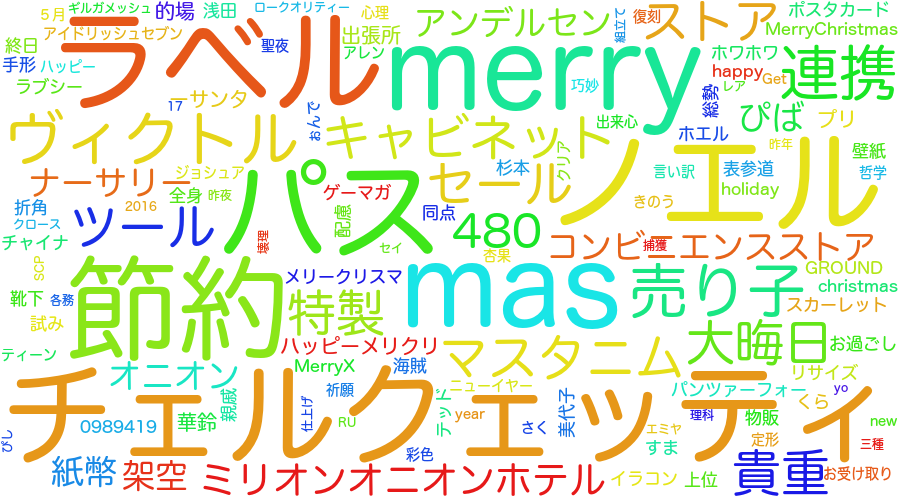 ギルガメッシュ
５月
的場
浅田
ロークオリティー
心理
アンデルセン
組立て
復刻
ストア
ポスタカード
アイドリッシュセブン
ラベル
聖夜
出張所
アレン
merry
MerryChristmas
終日
手形
ハッピー
ホワホワ
連携
ラブシー
一サンタ
巧妙
総勢
happy
Get
レア
17
ぉんで
出来心
ぴば
プリ
ヴィクトル
キャビネット
ホエル
昨年
壁紙
ジョシュア
クリア
ノエル
ナーサリー
パス
セール
杉本
言い訳
表参道
哲学
全身
昨夜
ゲーマガ
holiday
折角
2016
ツール
配慮
同点
480
きのう
クロース
チャイナ
壊理
セイ
杏果
コンビニエンスストア
捕獲
SCP
節約
メリークリスマ
mas
売り子
GROUND
christmas
靴下
各務
特製
スカーレット
試み
ハッピーメリクリ
マスタニム
大晦日
お過ごし
ティーン
オニオン
MerryX
海賊
リサイズ
チェルクェッティ
親戚
祈願
ニューイヤー
パンツァーフォー
yo
くら
0989419
華鈴
仕上げ
RU
テッド
year
さく
美代子
理科
物販
new
ぴし
彩色
エミヤ
すま
定形
三種
紙幣
架空
ミリオンオニオンホテル
イラコン
上位
貴重
お受け取り